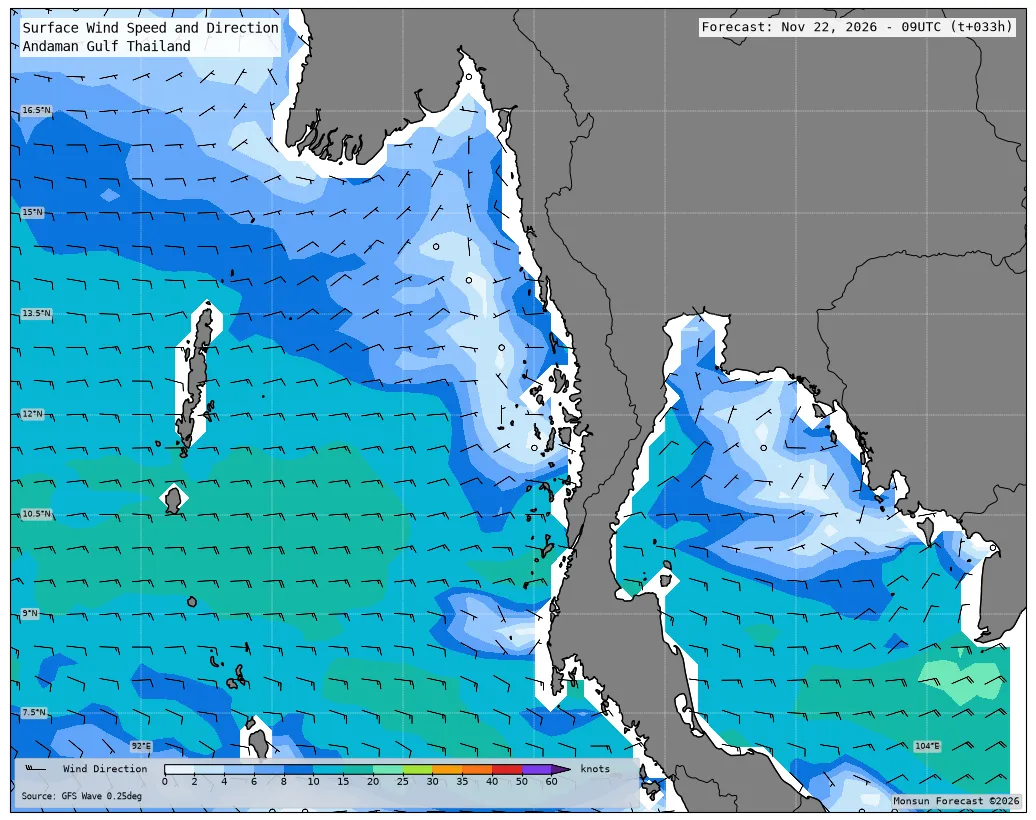 Surface Wind Speed and Direction
Andaman Gulf Thailand
Forecast: Nov 22, 2026 - 09UTC (t+033h)
16.5°N
15°N
13.5°N
12°N
10.5°N
9°N
7.5°N
92°E
104°E
Wind Direction
0 2 4 6 8 10 15 20 25 30 40 50 60
knots
Source: GFS Wave 0.25deg
Monsun Forecast ©2026